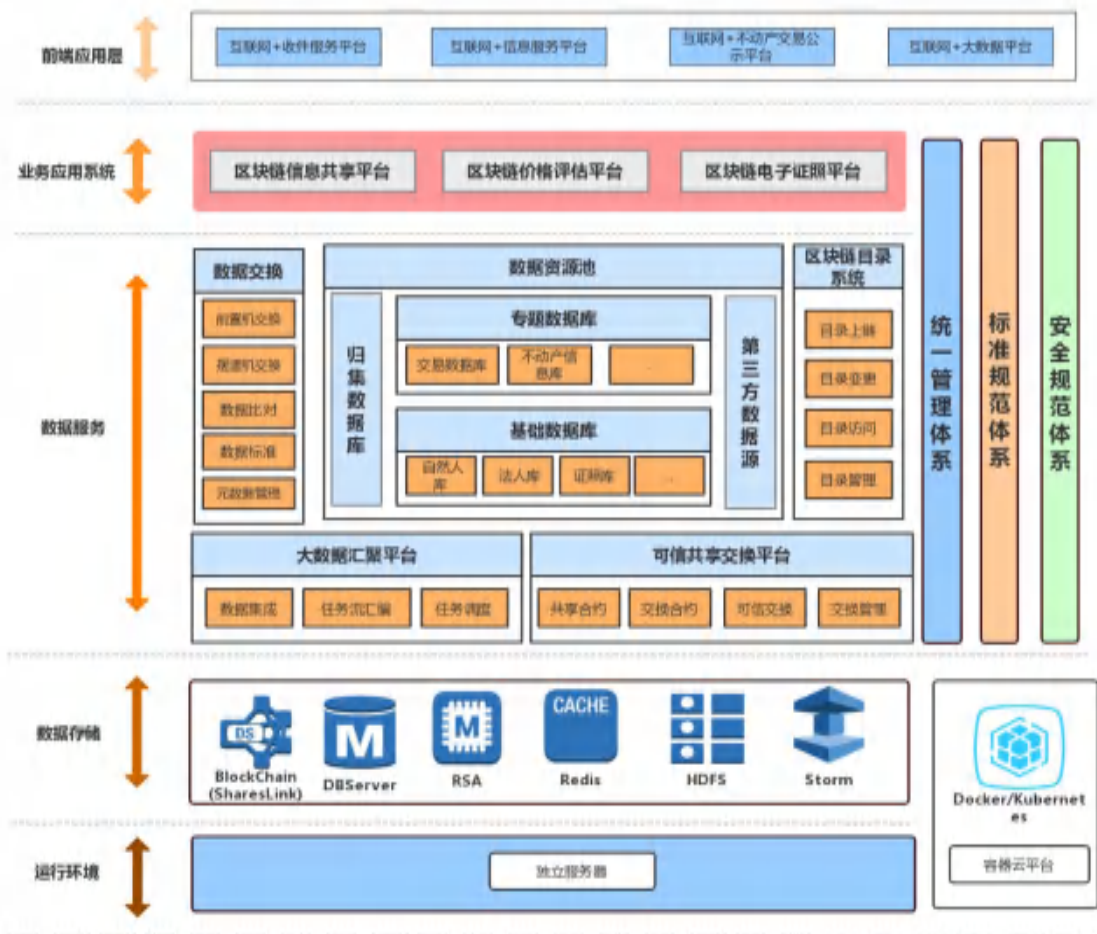 前端应用层
互联网+收件服务平台
互联网+信息服务平台
互联网+不动产交易公
示平台
互联网+大数据平台
业务应用系统
区块链信息共享平台
区块链价格评估平台
区块链电子证照平台
数据服务
数据交换
前置机交换
数据比对
数据标准
元数据管理
数据资源池
归集数据库
专题数据库
交易数据库
不动产信
息库
...
基础数据库
自然人
库
法人库
证照库
...
第三方数据源
区块链目录
系统
目录上链
目录变更
目录访问
目录管理
大数据汇聚平台
数据集成
任务流汇编
任务调度
可信共享交换平台
共享合约
交换合约
可信交换
交换管理
统一管理体系
标准规范体系
安全规范体系
数据存储
DS
BlockChain
(SharesLink)
M
DBServer
M
RSA
CACHE
Redis
HDFS
Storm
Docker/Kubernet
es
容器云平台
运行环境
独立服务器